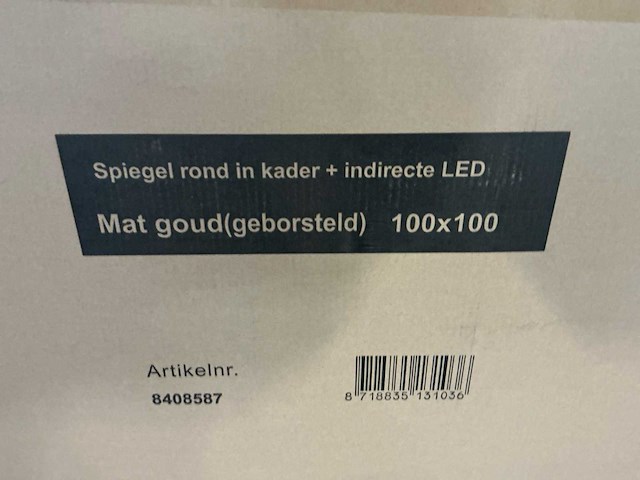 Spiegel rond in kader + indirecte LED
Mat goud(geborsteld) 100x100
Artikelnr.
8408587
8 718835 131036